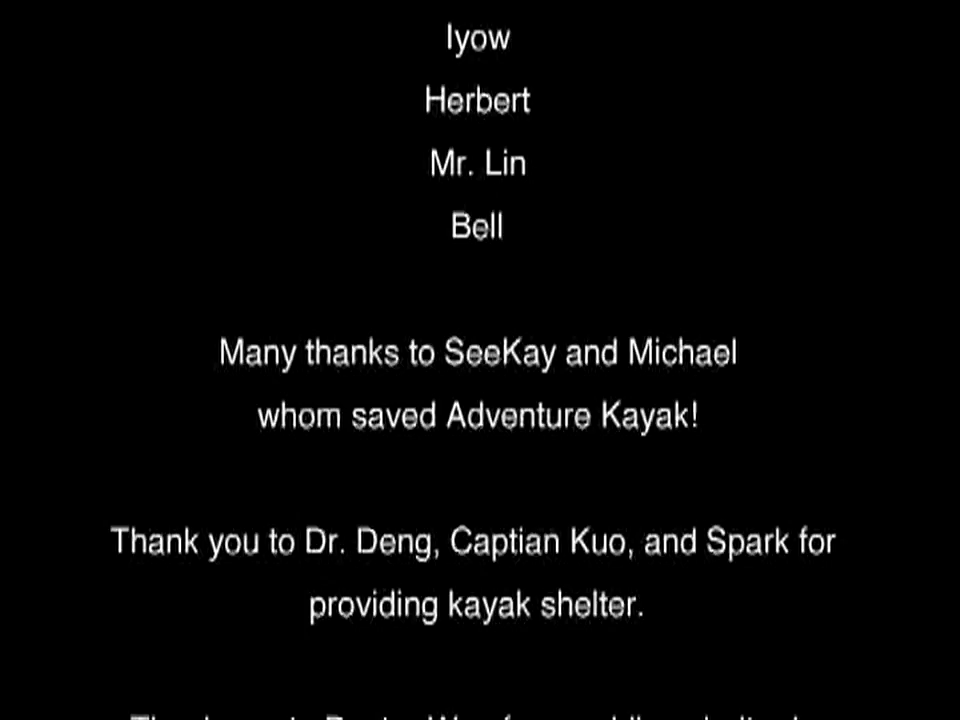 Iyow
Herbert
Mr. Lin
Bell
Many thanks to SeeKay and Michael
whom saved Adventure Kayak!
Thank you to Dr. Deng, Captian Kuo, and Spark for
providing kayak shelter.